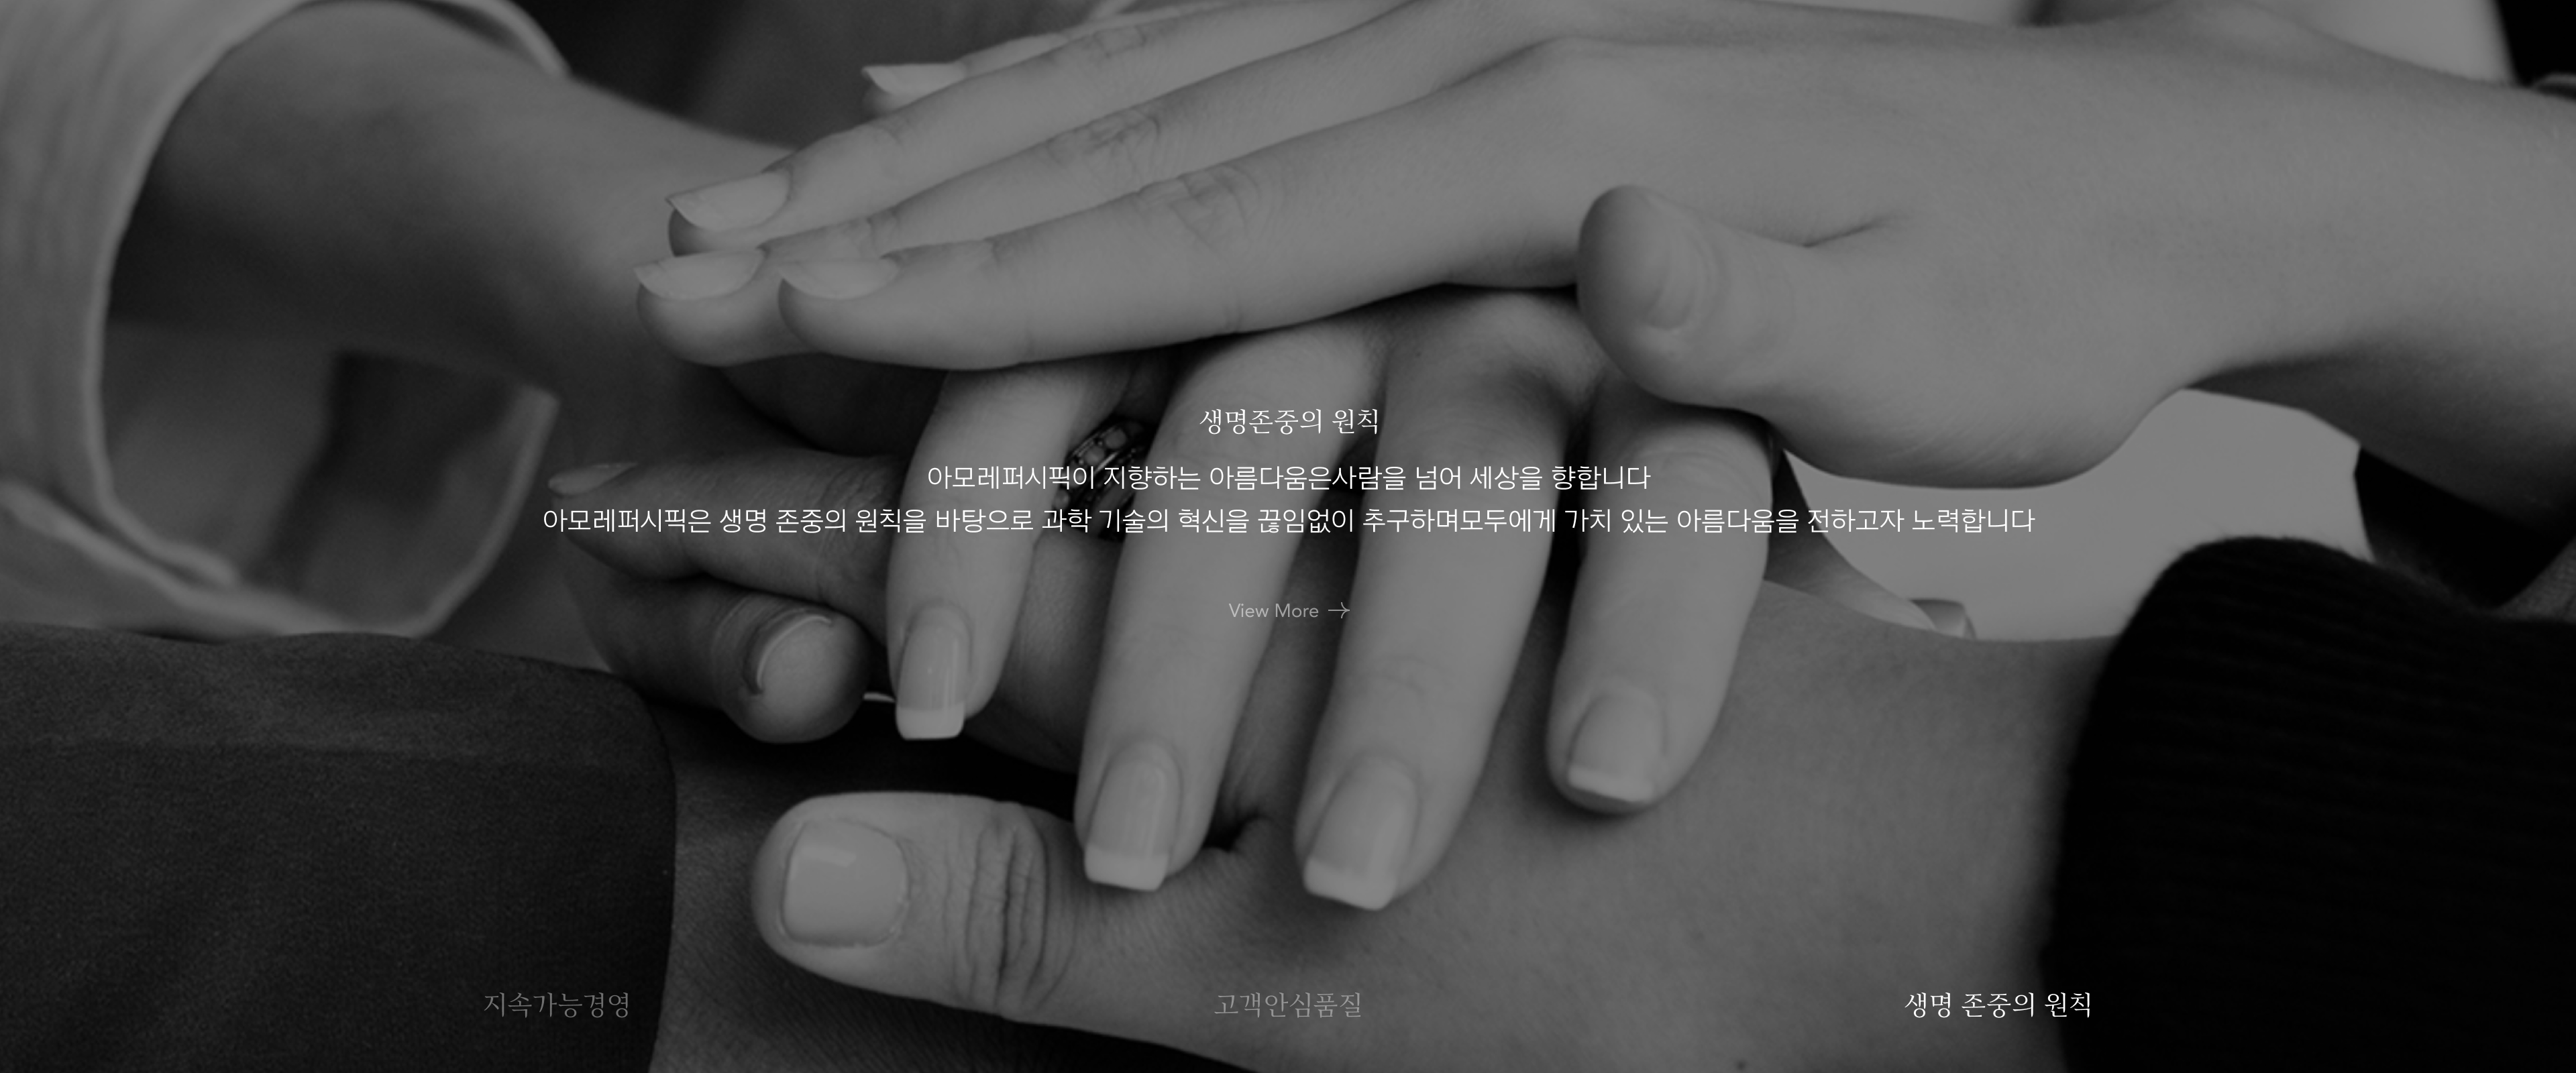 생명존중의 원칙
아모레퍼시픽이 지향하는 아름다움은사람을 넘어 세상을 향합니다
아모레퍼시픽은 생명 존중의 원칙을 바탕으로 과학 기술의 혁신을 끊임없이 추구하며모두에게 가치 있는 아름다움을 전하고자 노력합니다
View More →
지속가능경영
고객안심품질
생명 존중의 원칙